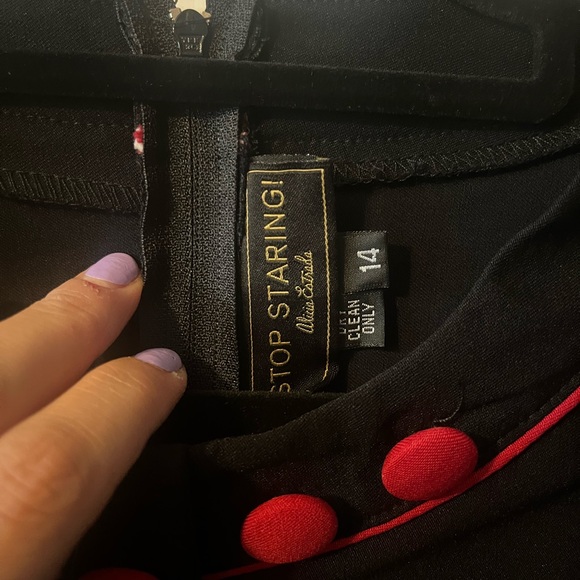 STOP STARING!
Alicia Estrada
14
DRY
CLEAN
ONLY